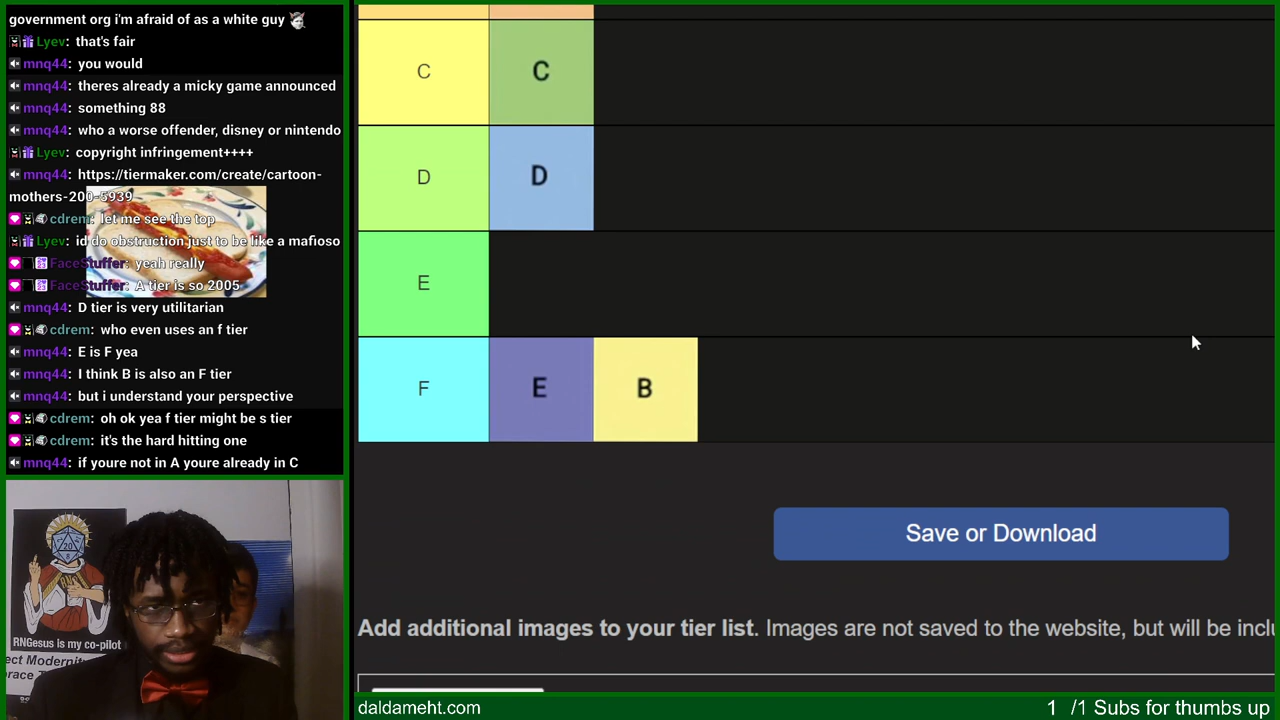 government org i'm afraid of as a white guy
Lyev: that's fair
mnq44: you would
mnq44: theres already a micky game announced
mnq44: something 88
mnq44: who a worse offender, disney or nintendo
Lyev: copyright infringement++++
mnq44: https://tiermaker.com/create/cartoon-
mothers-200-5939
cdrem: let me see the top
Lyev: id do obstruction just to be like a mafioso
FaceStuffer: yeah really
FaceStuffer: A tier is so 2005
mnq44: D tier is very utilitarian
cdrem: who even uses an f tier
mnq44: E is F yea
mnq44: I think B is also an F tier
mnq44: but i understand your perspective
cdrem: oh ok yea f tier might be s tier
cdrem: it's the hard hitting one
mnq44: if youre not in A youre already in C
C C
D D
E
F E B
Save or Download
Add additional images to your tier list. Images are not saved to the website, but will be inclu
20
RNGesus is my co-pilot
ect Modernit
race T
daldameht.com
1 /1 Subs for thumbs up